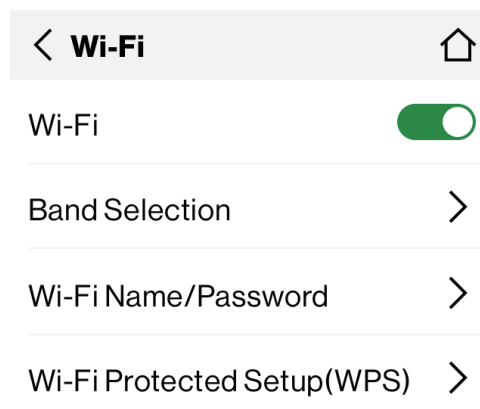 Wi-Fi
Wi-Fi
Band Selection
Wi-Fi Name/Password
Wi-Fi Protected Setup(WPS)